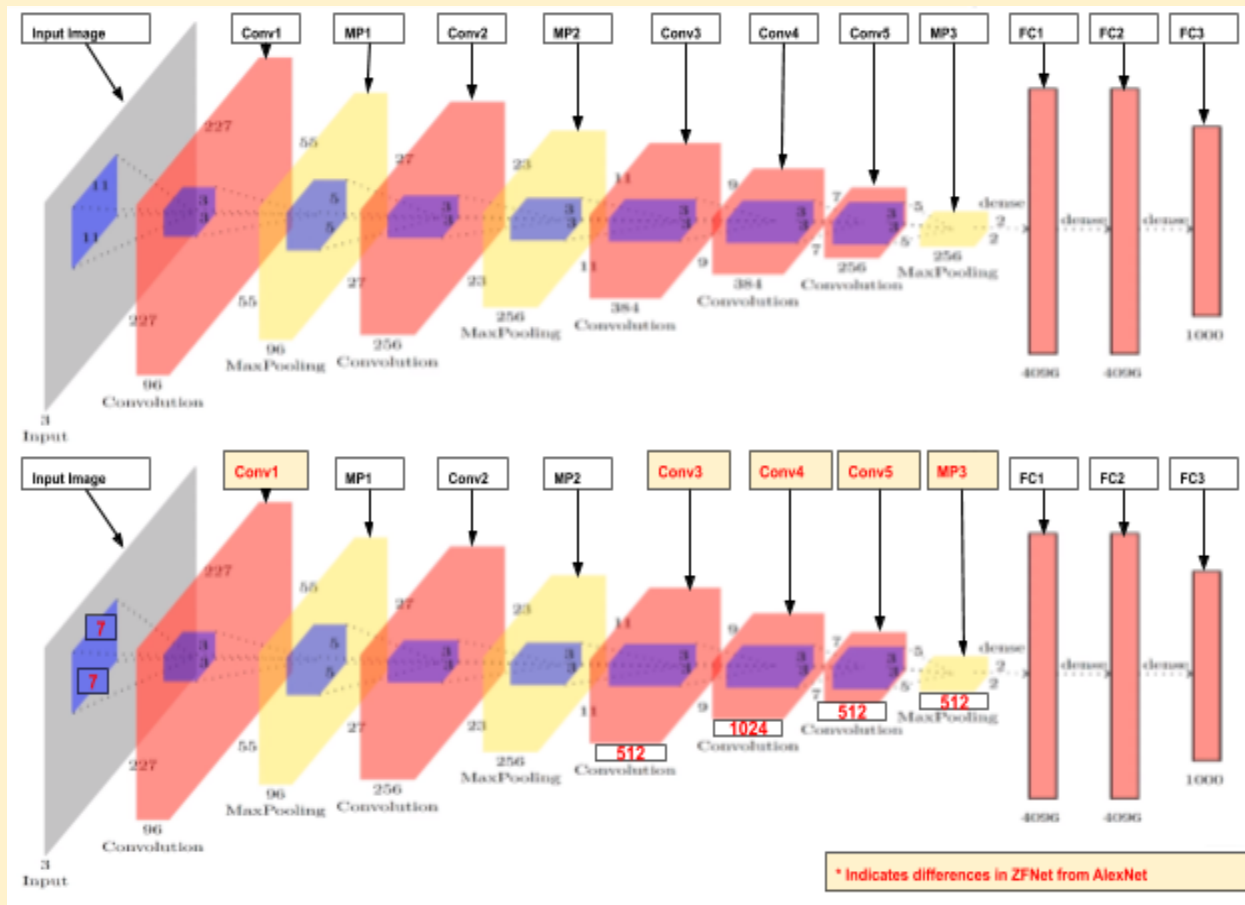 Input Image
Conv1
MP1
Conv2
MP2
Conv3
Conv4
Conv5
MP3
FC1
FC2
FC3
227
55
27
23
11
9
7
5
dense
2
2
dense
dense
11
11
3
3
5
5
3
3
3
3
3
3
3
3
3
3
227
55
27
23
11
9
7
5
3
Input
96
Convolution
96
MaxPooling
256
Convolution
256
MaxPooling
384
Convolution
384
Convolution
256
Convolution
256
MaxPooling
4096
4096
1000
Input Image
Conv1
MP1
Conv2
MP2
Conv3
Conv4
Conv5
MP3
FC1
FC2
FC3
227
55
27
23
11
9
7
5
dense
2
2
dense
dense
7
7
3
3
5
5
3
3
3
3
3
3
3
3
3
3
227
55
27
23
11
9
7
5
3
Input
96
Convolution
96
MaxPooling
256
Convolution
256
MaxPooling
512
Convolution
1024
Convolution
512
Convolution
512
MaxPooling
4096
4096
1000
* Indicates differences in ZFNet from AlexNet